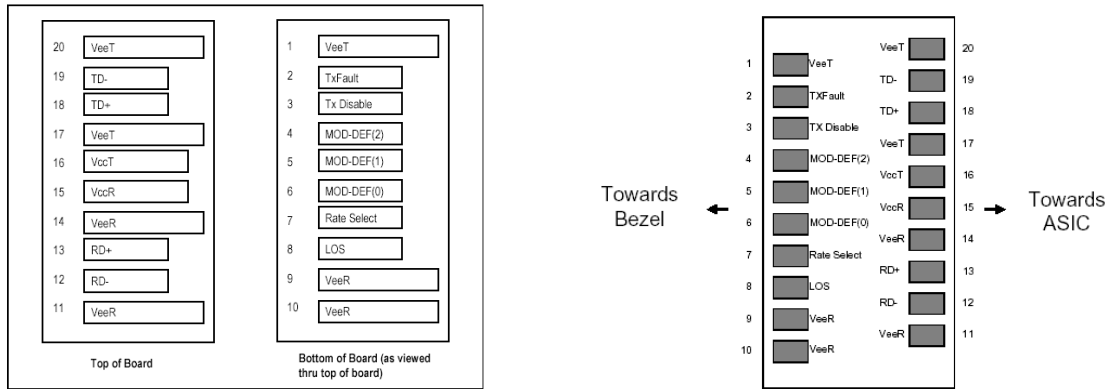 20 VeeT
19 TD-
18 TD+
17 VeeT
16 VccT
15 VccR
14 VeeR
13 RD+
12 RD-
11 VeeR
Top of Board
1 VeeT
2 TxFault
3 Tx Disable
4 MOD-DEF(2)
5 MOD-DEF(1)
6 MOD-DEF(0)
7 Rate Select
8 LOS
9 VeeR
10 VeeR
Bottom of Board (as viewed
thru top of board)
Towards
Bezel
1 VeeT
2 TXFault
3 TX Disable
4 MOD-DEF(2)
5 MOD-DEF(1)
6 MOD-DEF(0)
7 Rate Select
8 LOS
9 VeeR
10 VeeR
VeeT 20
TD- 19
TD+ 18
VeeT 17
VccT 16
VccR 15
VeeR 14
RD+ 13
RD- 12
VeeR 11
Towards
ASIC